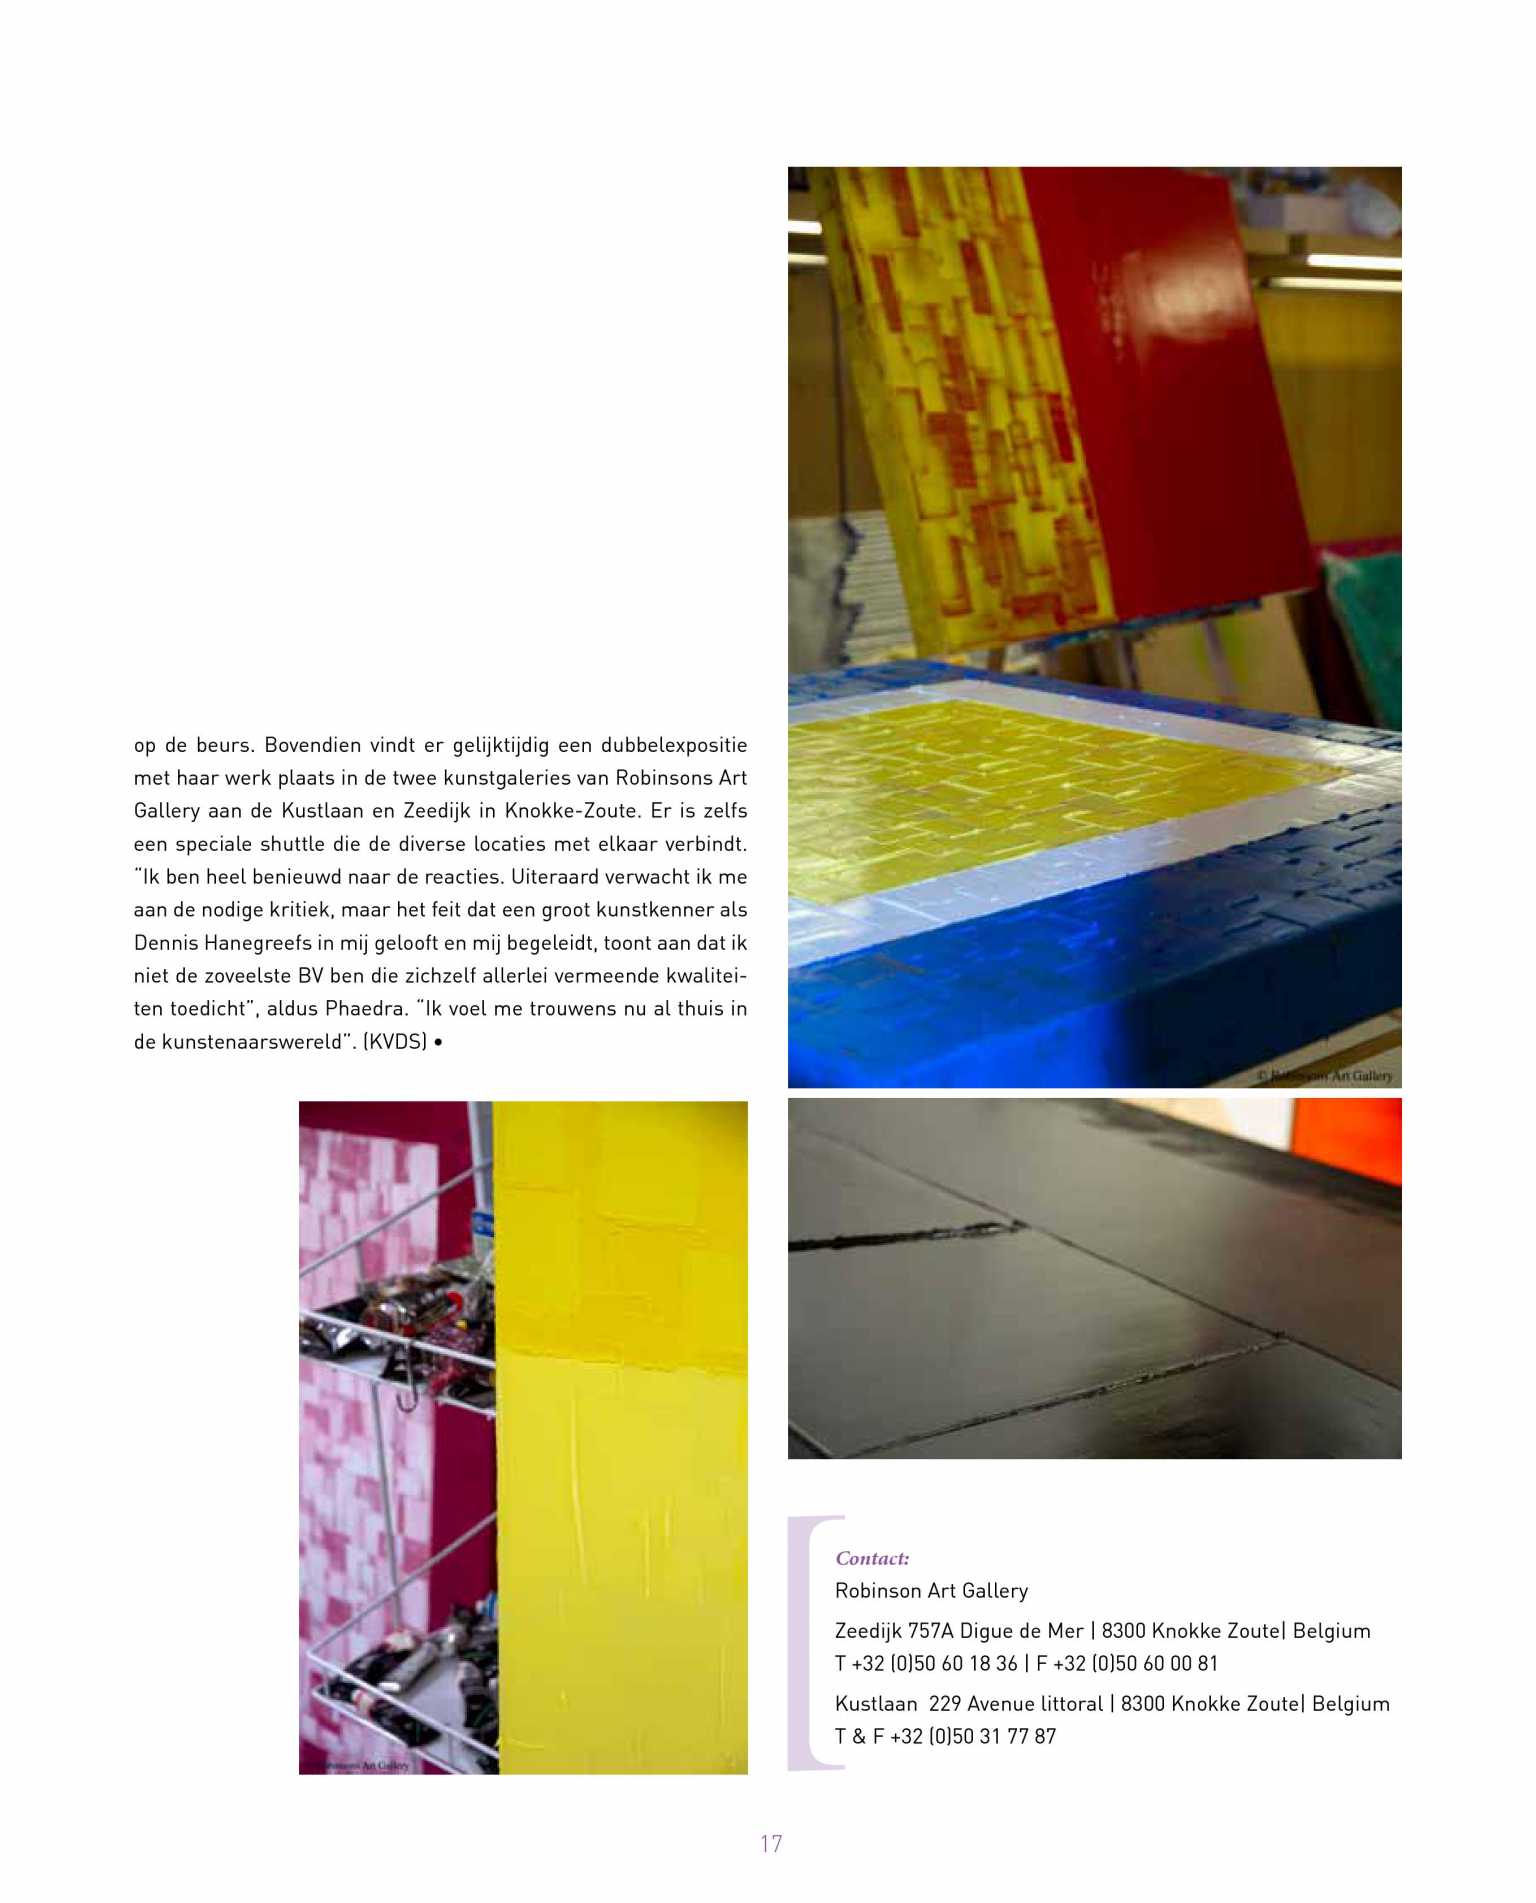 op de beurs. Bovendien vindt er gelijktijdig een dubbelexpositie
met haar werk plaats in de twee kunstgaleries van Robinsons Art
Gallery aan de Kustlaan en Zeedijk in Knokke-Zoute. Er is zelfs
een speciale shuttle die de diverse locaties met elkaar verbindt.
“Ik ben heel benieuwd naar de reacties. Uiteraard verwacht ik me
aan de nodige kritiek, maar het feit dat een groot kunstkenner als
Dennis Hanegreefs in mij gelooft en mij begeleidt, toont aan dat ik
niet de zoveelste BV ben die zichzelf allerlei vermeende kwalitei-
ten toedicht”, aldus Phaedra. “Ik voel me trouwens nu al thuis in
de kunstenaarswereld”. (KVDS) •
© Robinsons Art Gallery
Robinsons Art Gallery
Contact:
Robinson Art Gallery
Zeedijk 757A Digue de Mer | 8300 Knokke Zoute| Belgium
T +32 (0)50 60 18 36 | F +32 (0)50 60 00 81
Kustlaan  229 Avenue littoral | 8300 Knokke Zoute| Belgium
T & F +32 (0)50 31 77 87
17